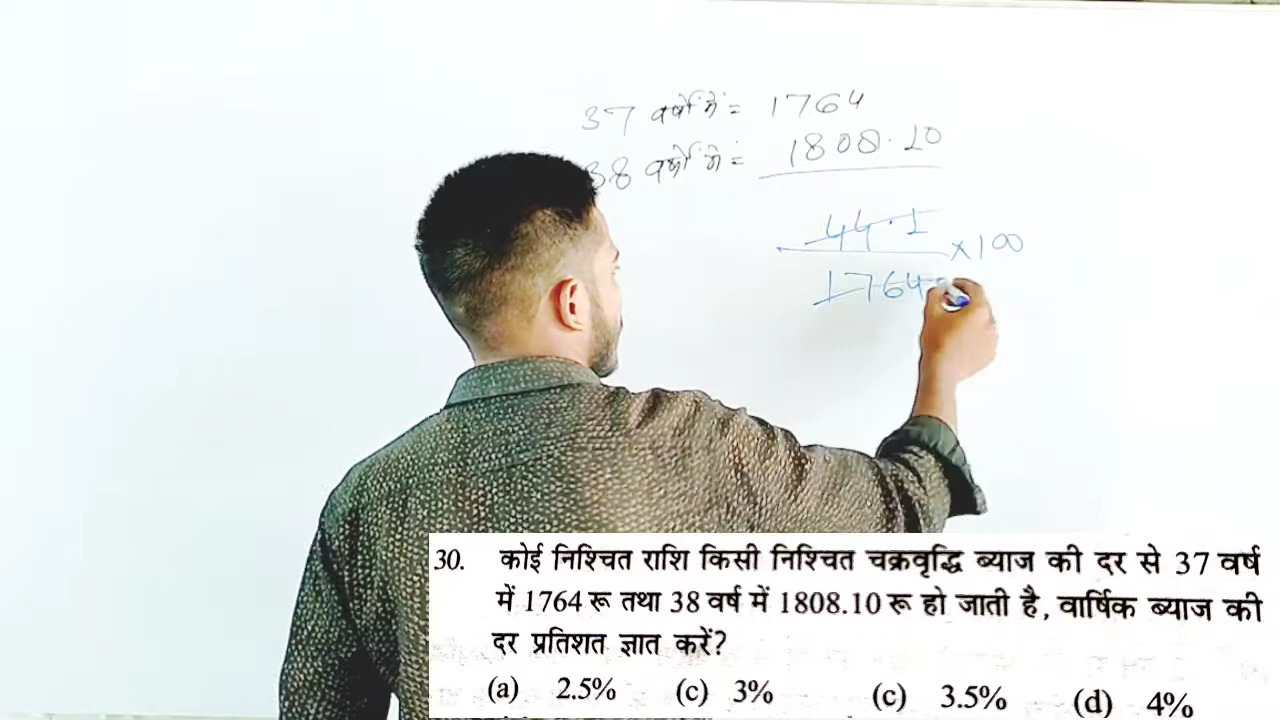 37 वर्षों में = 1764
38 वर्षों में = 1808.10
44.1
1764 ×100
30. कोई निश्चित राशि किसी निश्चित चक्रवृद्धि ब्याज की दर से 37 वर्ष
में 1764 रू तथा 38 वर्ष में 1808.10 रू हो जाती है, वार्षिक ब्याज की
दर प्रतिशत ज्ञात करें?
(a) 2.5% (c) 3% (c) 3.5% (d) 4%